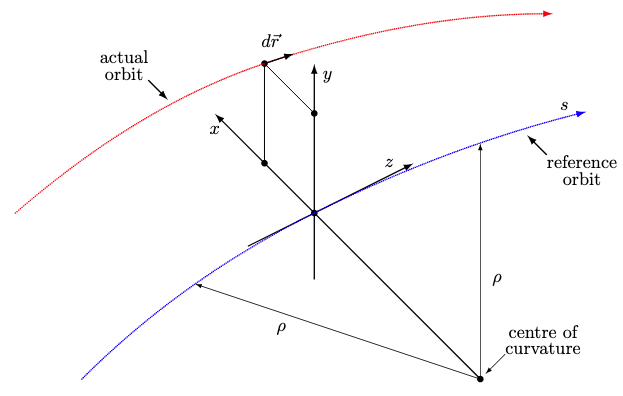 dr⃗
actual
orbit
y
s
x
z
reference
orbit
ρ
ρ
centre of
curvature